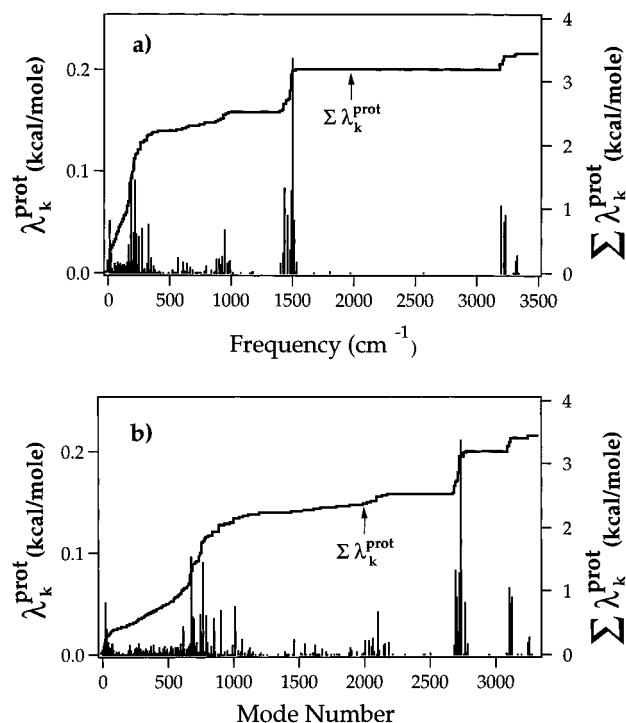 a)
λ_k^prot (kcal/mole)
0.2
0.1
0.0
4
3
2
1
0
Σ λ_k^prot (kcal/mole)
Σ λ_k^prot
0 500 1000 1500 2000 2500 3000 3500
Frequency (cm^-1)
b)
λ_k^prot (kcal/mole)
0.2
0.1
0.0
4
3
2
1
0
Σ λ_k^prot (kcal/mole)
Σ λ_k^prot
0 500 1000 1500 2000 2500 3000
Mode Number